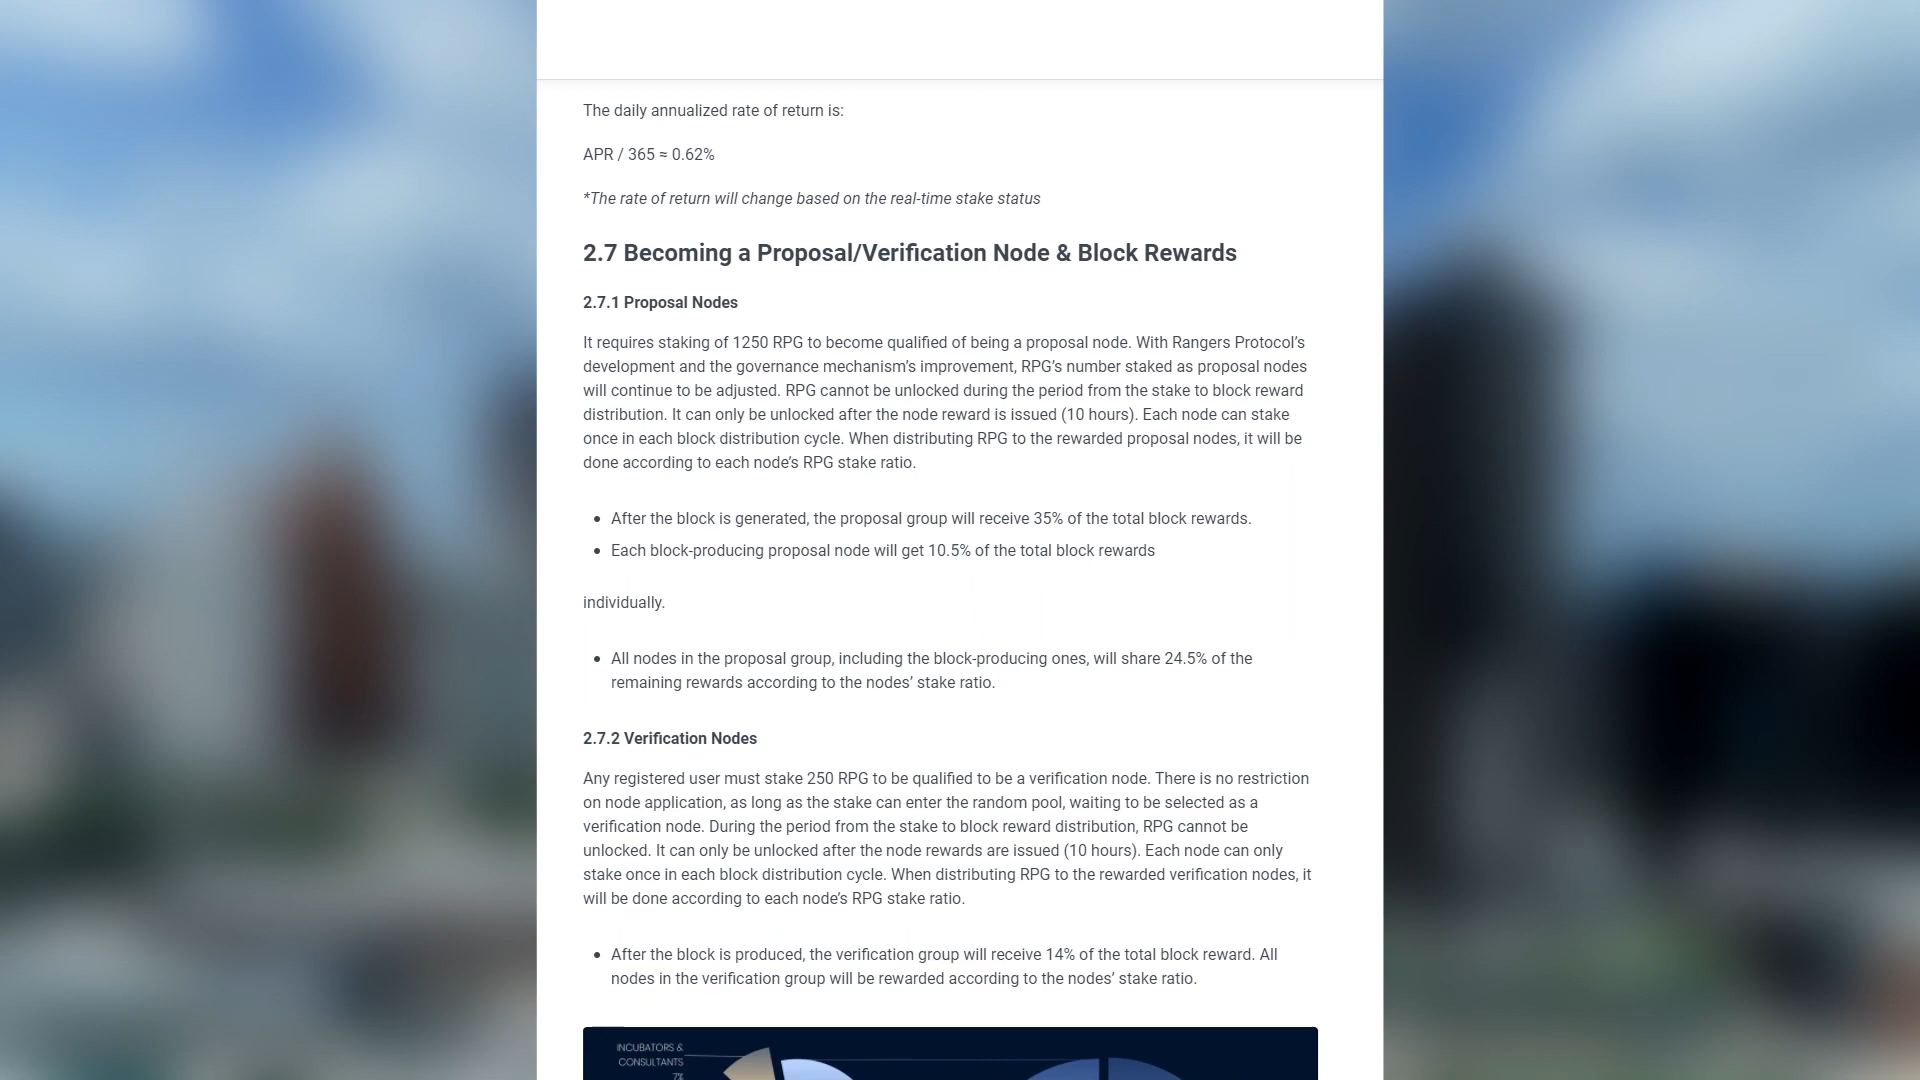 The daily annualized rate of return is:
APR / 365 ≈ 0.62%
*The rate of return will change based on the real-time stake status
2.7 Becoming a Proposal/Verification Node & Block Rewards
2.7.1 Proposal Nodes
It requires staking of 1250 RPG to become qualified of being a proposal node. With Rangers Protocol’s
development and the governance mechanism’s improvement, RPG’s number staked as proposal nodes
will continue to be adjusted. RPG cannot be unlocked during the period from the stake to block reward
distribution. It can only be unlocked after the node reward is issued (10 hours). Each node can stake
once in each block distribution cycle. When distributing RPG to the rewarded proposal nodes, it will be
done according to each node’s RPG stake ratio.
• After the block is generated, the proposal group will receive 35% of the total block rewards.
• Each block-producing proposal node will get 10.5% of the total block rewards
individually.
• All nodes in the proposal group, including the block-producing ones, will share 24.5% of the
remaining rewards according to the nodes’ stake ratio.
2.7.2 Verification Nodes
Any registered user must stake 250 RPG to be qualified to be a verification node. There is no restriction
on node application, as long as the stake can enter the random pool, waiting to be selected as a
verification node. During the period from the stake to block reward distribution, RPG cannot be
unlocked. It can only be unlocked after the node rewards are issued (10 hours). Each node can only
stake once in each block distribution cycle. When distributing RPG to the rewarded verification nodes, it
will be done according to each node’s RPG stake ratio.
• After the block is produced, the verification group will receive 14% of the total block reward. All
nodes in the verification group will be rewarded according to the nodes’ stake ratio.
INCUBATORS &
CONSULTANTS
7%